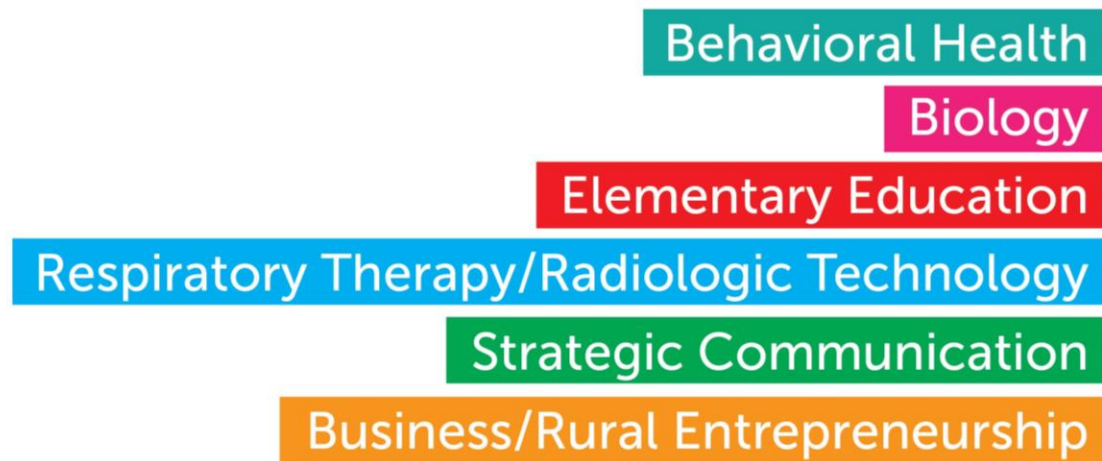 Behavioral Health
Biology
Elementary Education
Respiratory Therapy/Radiologic Technology
Strategic Communication
Business/Rural Entrepreneurship